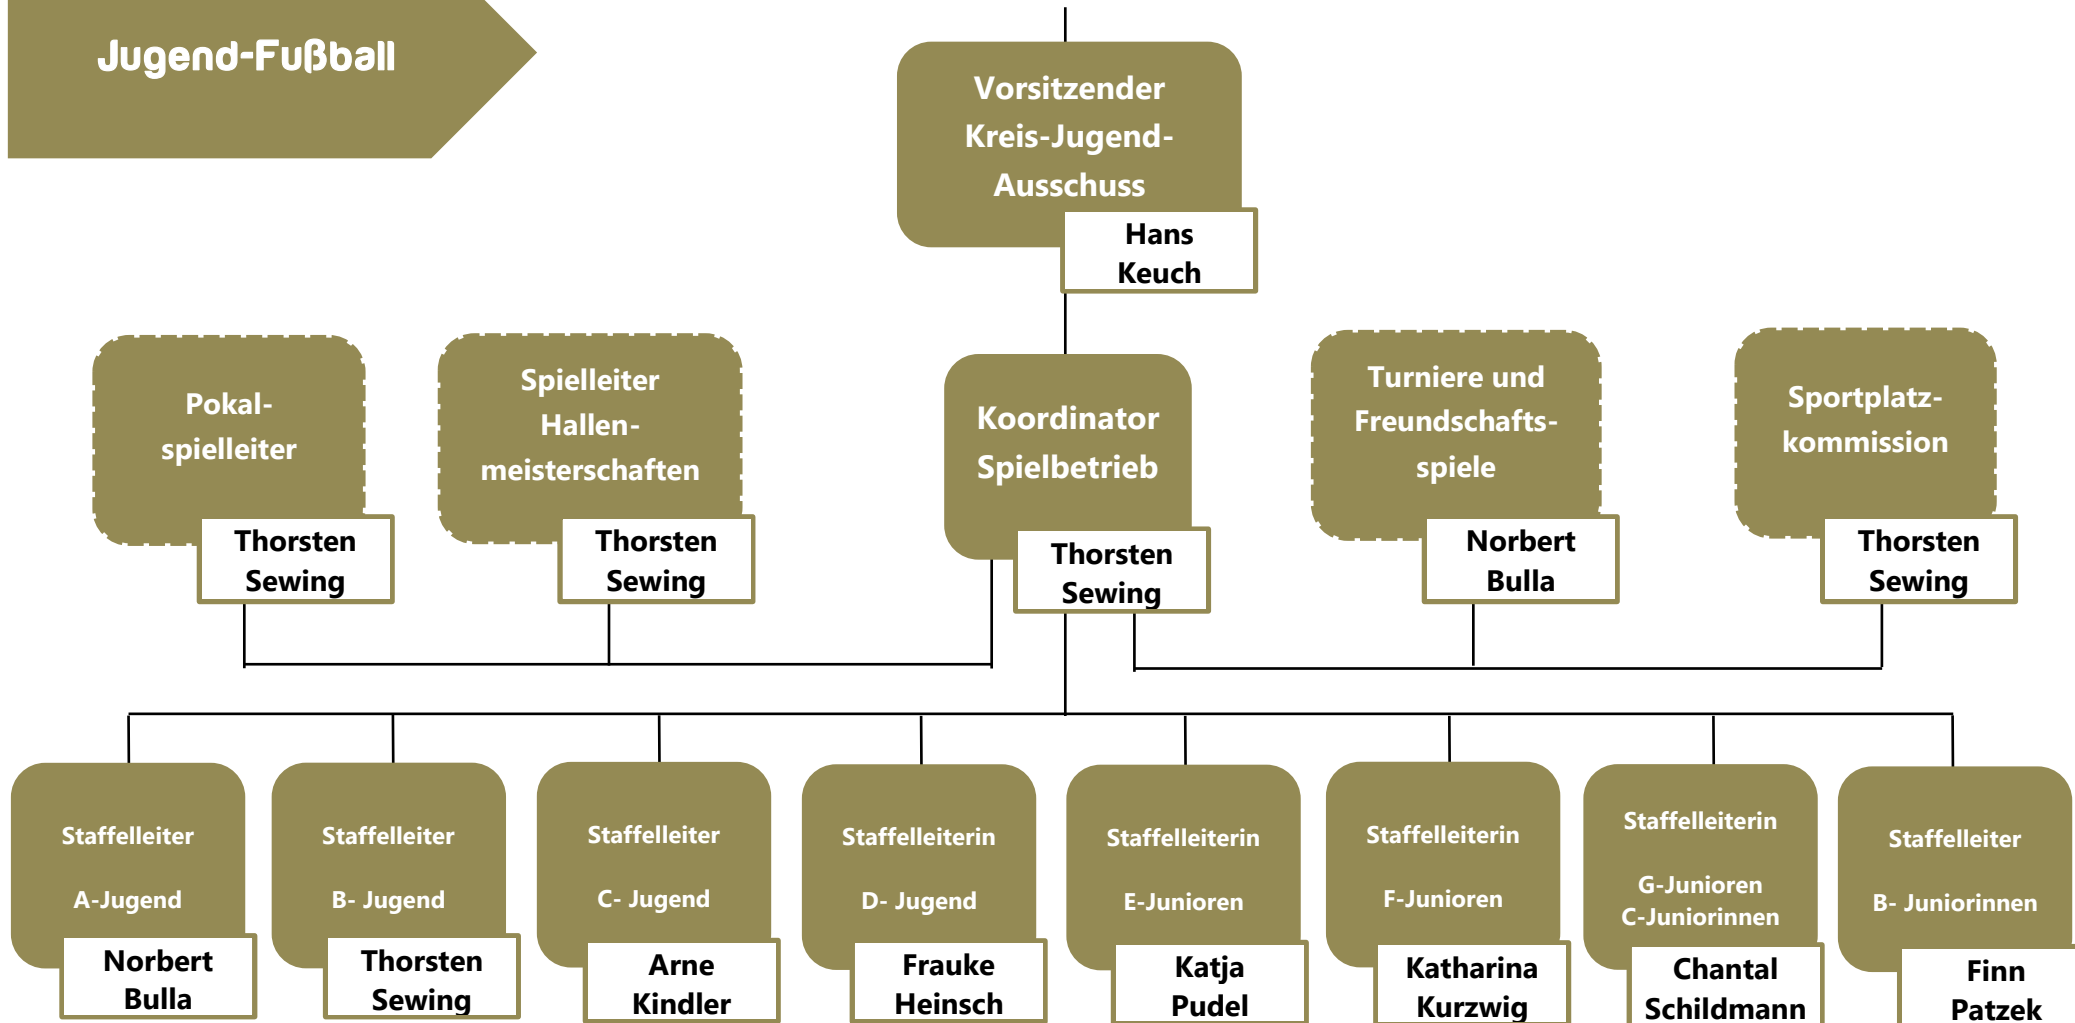 Jugend-Fußball
Vorsitzender
Kreis-Jugend-
Ausschuss
Hans
Keuch
Pokal-
spielleiter
Thorsten
Sewing
Spielleiter
Hallen-
meisterschaften
Thorsten
Sewing
Koordinator
Spielbetrieb
Thorsten
Sewing
Turniere und
Freundschafts-
spiele
Norbert
Bulla
Sportplatz-
kommission
Thorsten
Sewing
Staffelleiter
A-Jugend
Norbert
Bulla
Staffelleiter
B- Jugend
Thorsten
Sewing
Staffelleiter
C- Jugend
Arne
Kindler
Staffelleiterin
D- Jugend
Frauke
Heinsch
Staffelleiterin
E-Junioren
Katja
Pudel
Staffelleiterin
F-Junioren
Katharina
Kurzwig
Staffelleiterin
G-Junioren
C-Juniorinnen
Chantal
Schildmann
Staffelleiter
B- Juniorinnen
Finn
Patzek